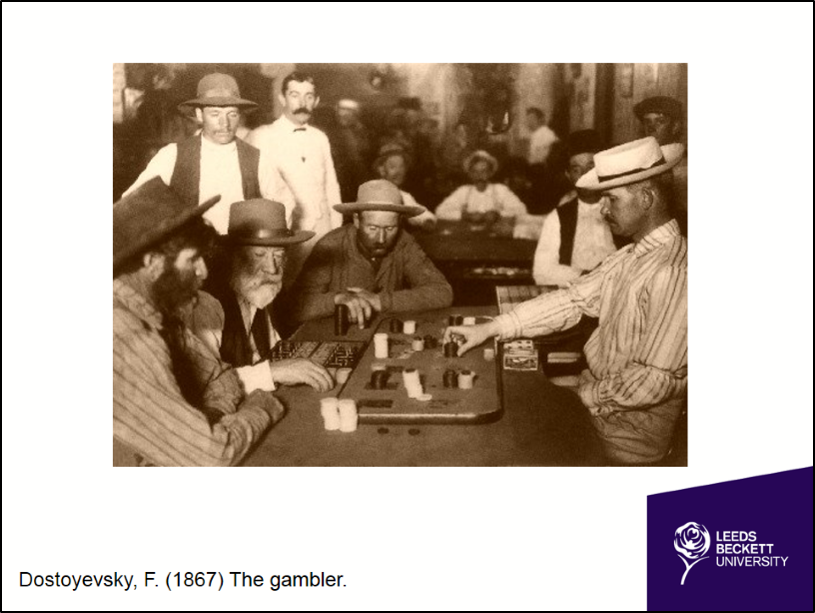 LEEDS
BECKETT
UNIVERSITY
Dostoyevsky, F. (1867) The gambler.